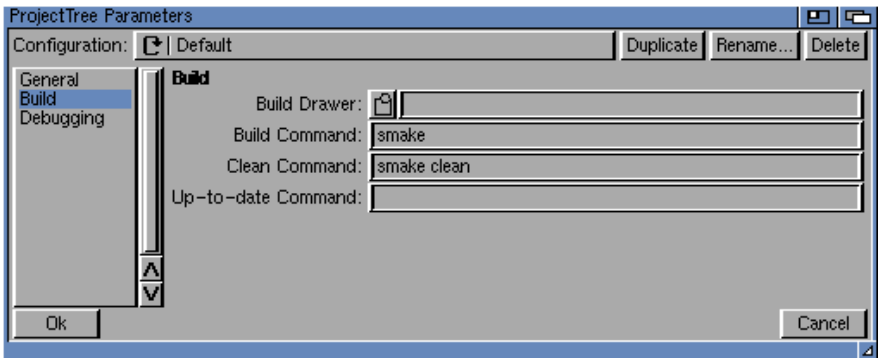 ProjectTree Parameters
Configuration: Default Duplicate Rename... Delete
General
Build
Debugging
Build
Build Drawer:
Build Command: smake
Clean Command: smake clean
Up-to-date Command:
Ok Cancel